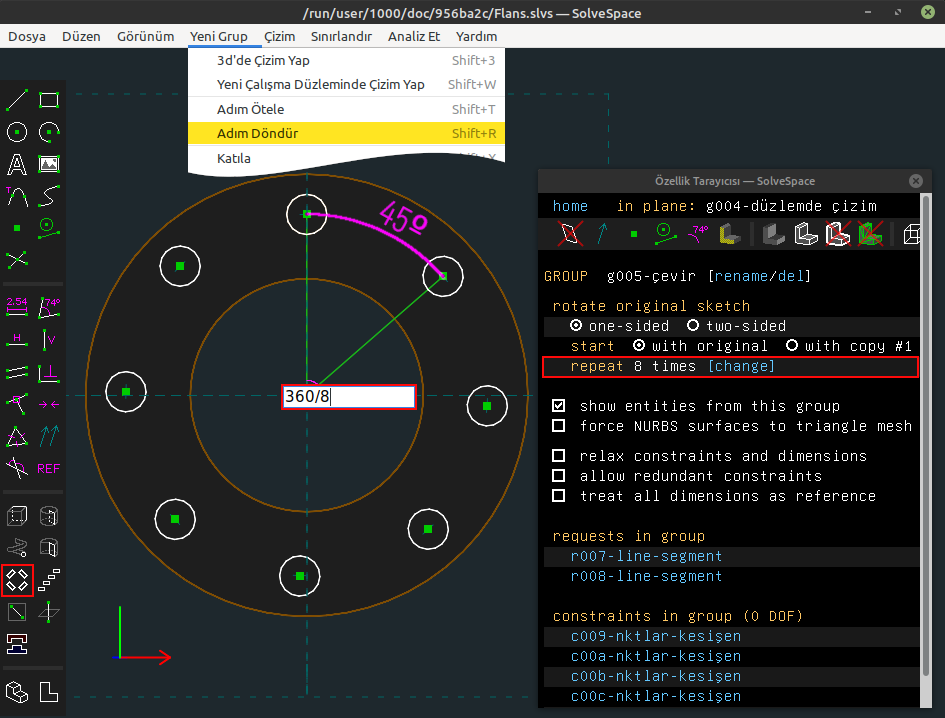 /run/user/1000/doc/956ba2c/Flans.slvs — SolveSpace
Dosya Düzen Görünüm Yeni Grup Çizim Sınırlandır Analiz Et Yardım
3d'de Çizim Yap Shift+3
Yeni Çalışma Düzleminde Çizim Yap Shift+W
Adım Ötele Shift+T
Adım Döndür Shift+R
Katıla
45º
360/8
2.54 74º
H V
REF
Özellik Tarayıcısı — SolveSpace
home in plane: g004-düzlemde çizim
74º
GROUP g005-çevir [rename/del]
rotate original sketch
one-sided two-sided
start with original with copy #1
repeat 8 times [change]
show entities from this group
force NURBS surfaces to triangle mesh
relax constraints and dimensions
allow redundant constraints
treat all dimensions as reference
requests in group
r007-line-segment
r008-line-segment
constraints in group (0 DOF)
c009-nktlar-kesişen
c00a-nktlar-kesişen
c00b-nktlar-kesişen
c00c-nktlar-kesişen